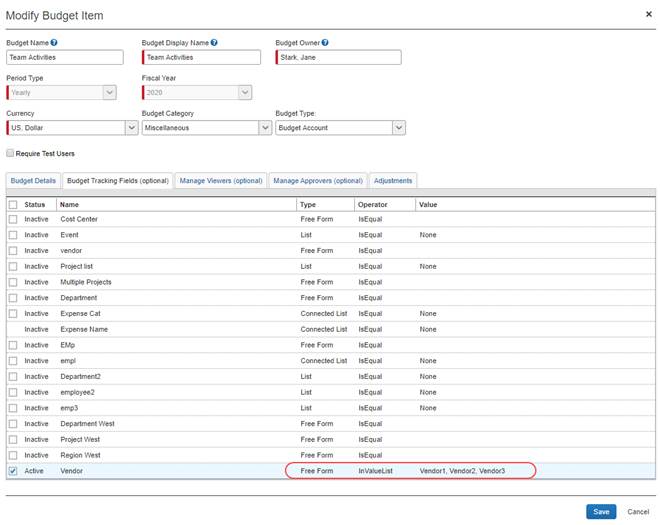 Modify Budget Item ×
Budget Name ? Budget Display Name ? Budget Owner ?
Team Activities Team Activities Stark, Jane
Period Type Fiscal Year
Yearly 2020
Currency Budget Category Budget Type:
US. Dollar Miscellaneous Budget Account
Require Test Users
Budget Details Budget Tracking Fields (optional) Manage Viewers (optional) Manage Approvers (optional) Adjustments
Status Name Type Operator Value
Inactive Cost Center Free Form IsEqual
Inactive Event List IsEqual None
Inactive vendor Free Form IsEqual
Inactive Project list List IsEqual None
Inactive Multiple Projects Free Form IsEqual
Inactive Department Free Form IsEqual
Inactive Expense Cat Connected List IsEqual None
Inactive Expense Name Connected List IsEqual None
Inactive EMp Free Form IsEqual
Inactive empl Connected List IsEqual None
Inactive Department2 List IsEqual None
Inactive employee2 List IsEqual None
Inactive emp3 List IsEqual None
Inactive Department West Free Form IsEqual
Inactive Project West Free Form IsEqual
Inactive Region West Free Form IsEqual
Active Vendor Free Form InValueList Vendor1, Vendor2, Vendor3
Save Cancel